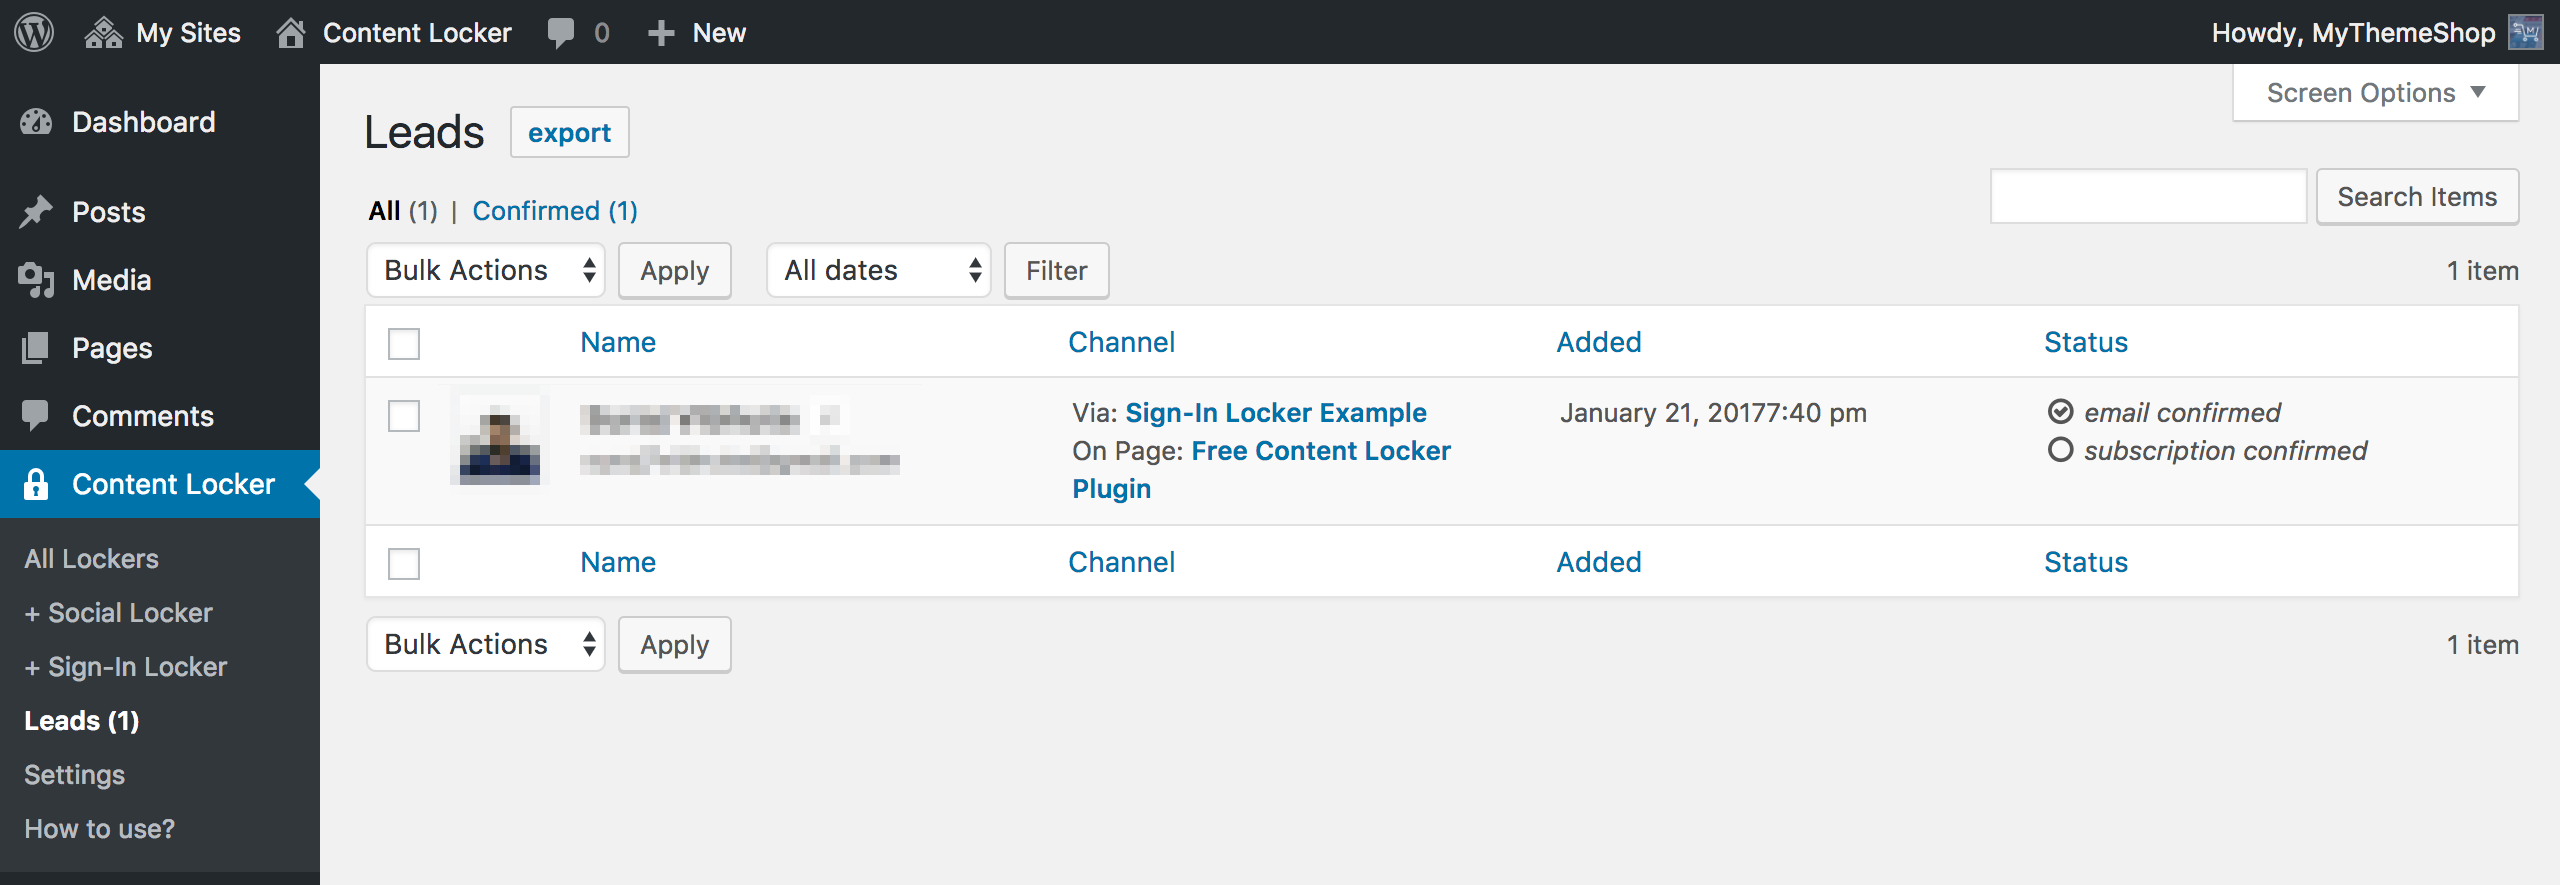 My Sites Content Locker 0 New Howdy, MyThemeShop
Screen Options
Dashboard
Posts
Media
Pages
Comments
Content Locker
All Lockers
+ Social Locker
+ Sign-In Locker
Leads (1)
Settings
How to use?
Leads export
All (1) | Confirmed (1)
Search Items
Bulk Actions Apply All dates Filter 1 item
Name Channel Added Status
Via: Sign-In Locker Example
On Page: Free Content Locker
Plugin
January 21, 20177:40 pm
email confirmed
subscription confirmed
Name Channel Added Status
Bulk Actions Apply 1 item